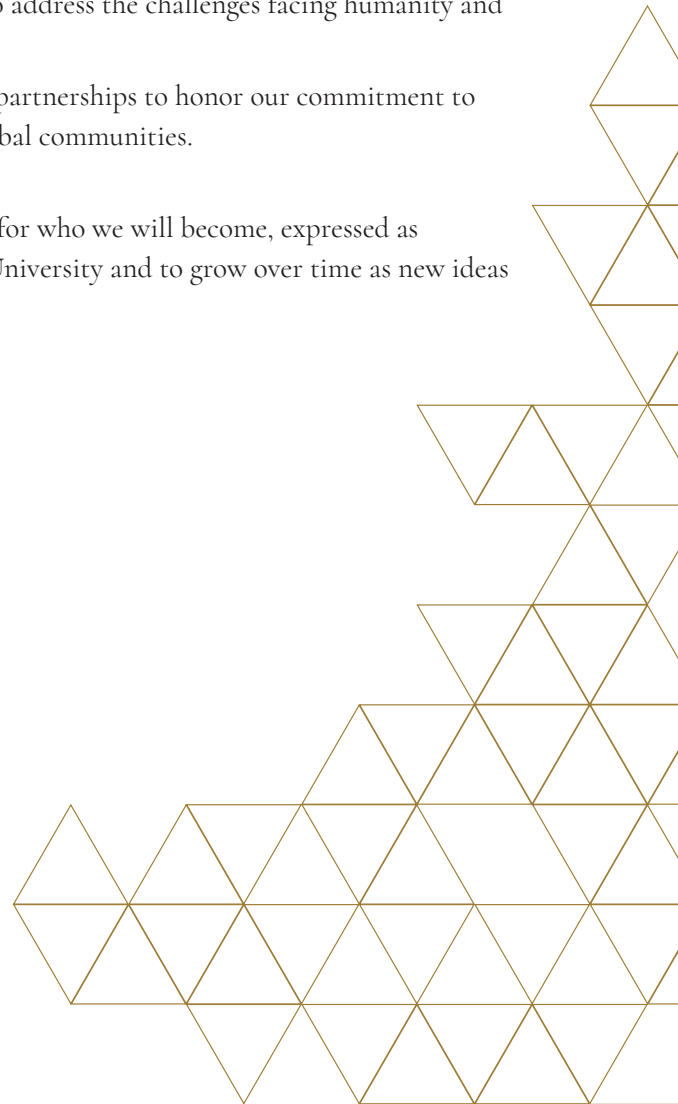 address the challenges facing humanity and
partnerships to honor our commitment to
bal communities.
for who we will become, expressed as
University and to grow over time as new ideas